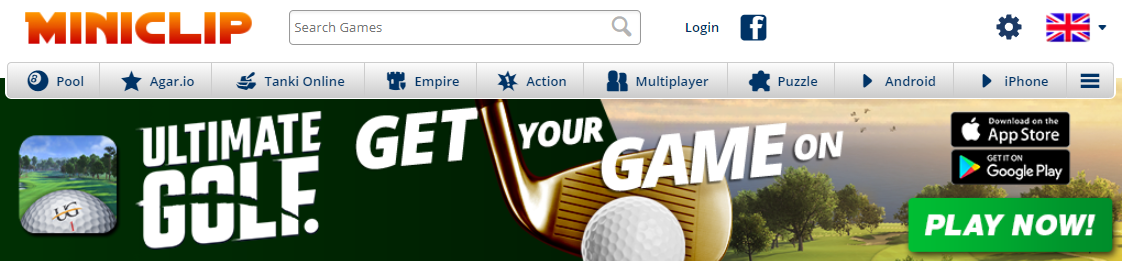 MINICLIP
Search Games
Login
f
8 Pool
Agar.io
Tanki Online
Empire
Action
Multiplayer
Puzzle
Android
iPhone
ULTIMATE
GOLF.
UG
GET YOUR
GAME ON
Download on the
App Store
GET IT ON
Google Play
PLAY NOW!